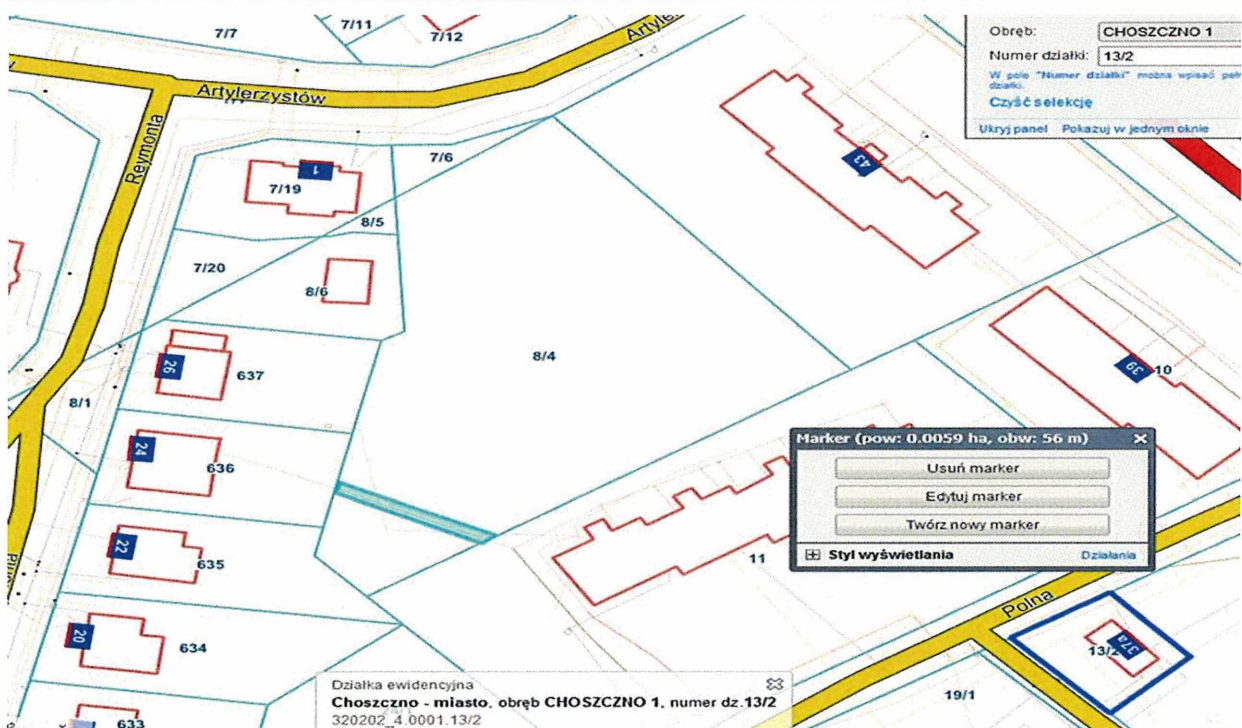 7/7
7/11
7/12
Artylerzystów
Reymonta
Obręb: CHOSZCZNO 1
Numer działki: 13/2
W pole "Numer działki" można wpisać
działki.
Czyść selekcję
Ukryj panel Pokazuj w jednym oknie
7/6
1
7/19
43
8/5
7/20
8/6
26
637
8/4
39
10
8/1
24
636
Marker (pow: 0.0059 ha, obw: 56 m)
Usuń marker
Edytuj marker
Twórz nowy marker
Styl wyświetlania Działania
22
635
11
Polna
20
634
37a
13/2
19/1
633
Działka ewidencyjna
Choszczno - miasto, obręb CHOSZCZNO 1, numer dz.13/2
320202_4.0001.13/2